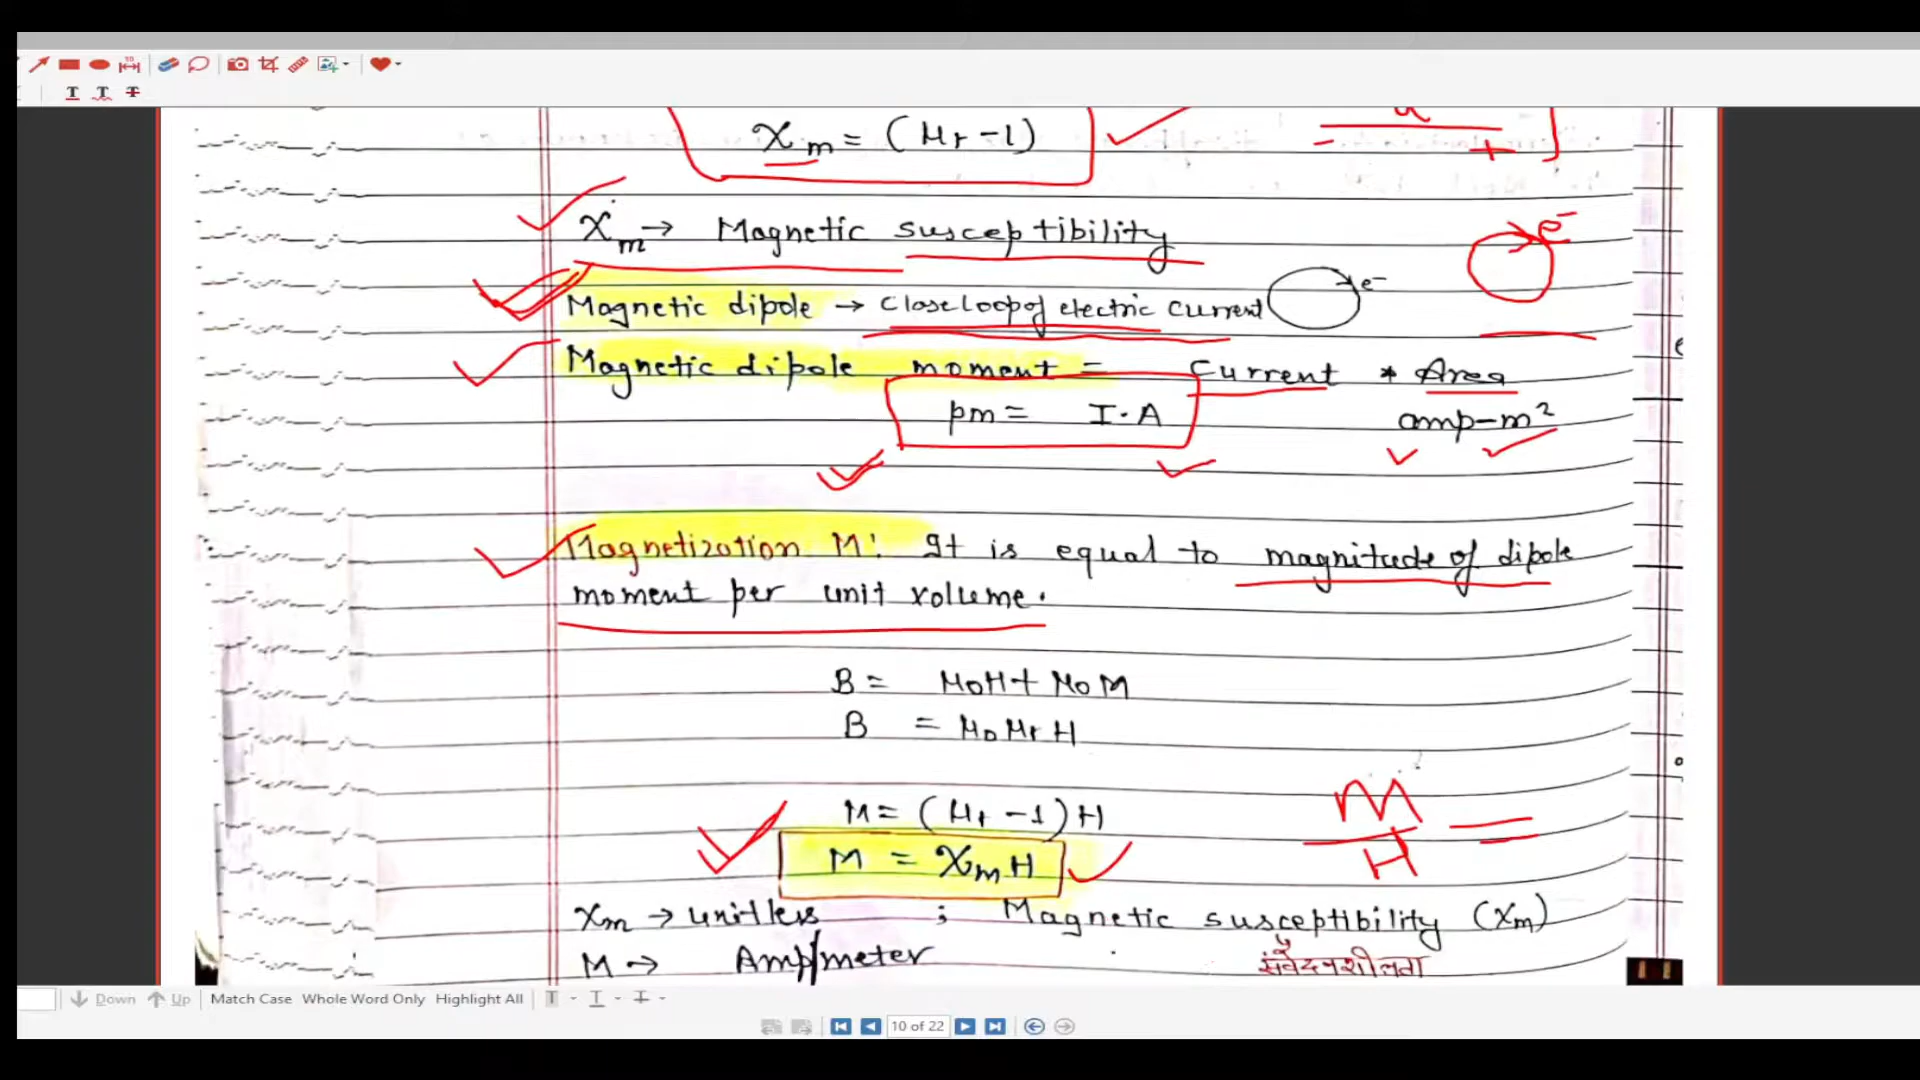 χm = (μr -1)
χm → Magnetic susceptibility
e-
Magnetic dipole → Close loop of electric Current
e-
Magnetic dipole moment = Current * Area
pm = I·A
amp-m²
Magnetization M: It is equal to magnitude of dipole
moment per unit volume.
B = μ0H + μ0M
B = μ0μrH
M = (μr -1)H
M = χmH
M/H =
χm → unitless ; Magnetic susceptibility (χm)
M → Amp/meter
संवेदनशीलता
Down Up Match Case Whole Word Only Highlight All
10 of 22